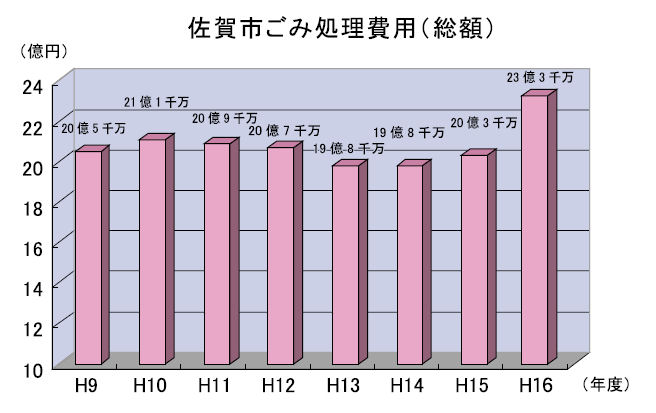 佐賀市ごみ処理費用（総額）
（億円）
24
22
20
18
16
14
12
10
20億5千万
21億1千万
20億9千万
20億7千万
19億8千万
19億8千万
20億3千万
23億3千万
H9 H10 H11 H12 H13 H14 H15 H16 （年度）